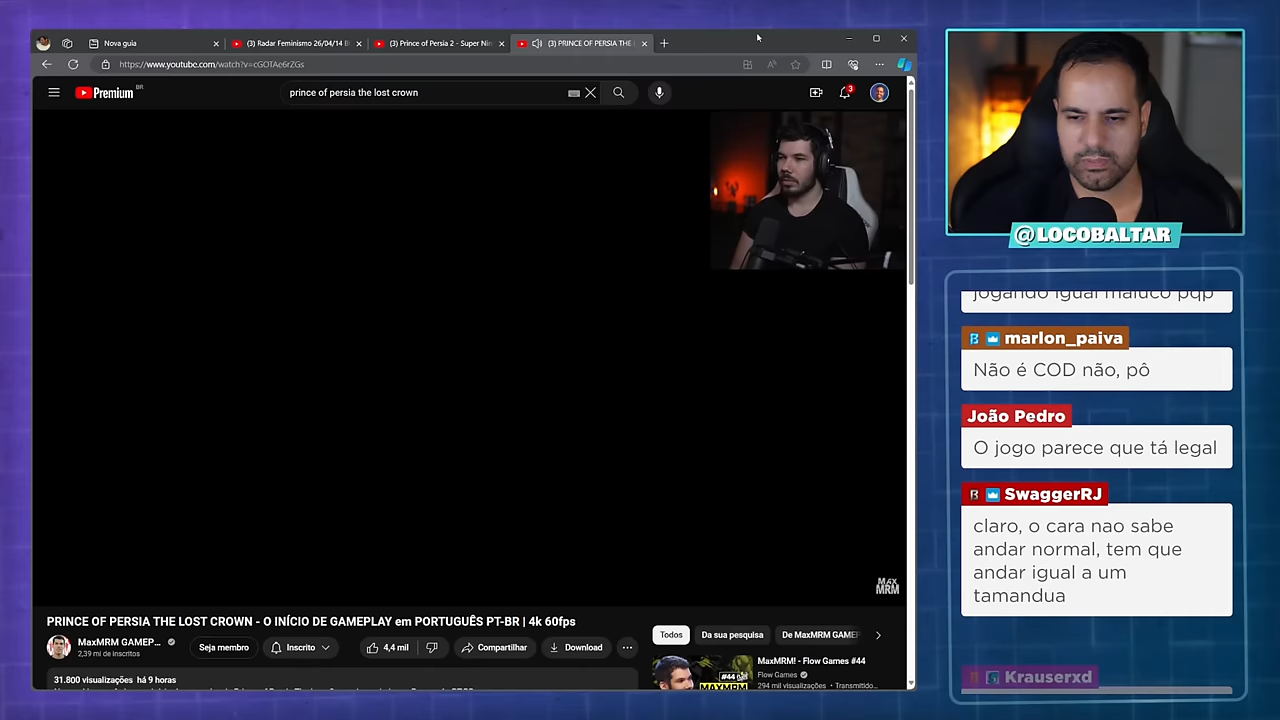 Nova guia
(3) Radar Feminismo 26/04/14 B
(3) Prince of Persia 2 - Super Nin
(3) PRINCE OF PERSIA THE
https://www.youtube.com/watch?v=cGOTAe6rZGs
Premium BR
prince of persia the lost crown
3
MAX
MRM
PRINCE OF PERSIA THE LOST CROWN - O INÍCIO DE GAMEPLAY em PORTUGUÊS PT-BR | 4k 60fps
MaxMRM GAMEP...
2,39 mi de inscritos
Seja membro
Inscrito
4,4 mil
Compartilhar
Download
31.800 visualizações há 9 horas
Todos
Da sua pesquisa
De MaxMRM GAMEP
#44
MAXMRM
MaxMRM! - Flow Games #44
Flow Games
294 mil visualizações • Transmitido...
@LOCOBALTAR
jogando igual maluco pqp
marlon_paiva
Não é COD não, pô
João Pedro
O jogo parece que tá legal
SwaggerRJ
claro, o cara nao sabe
andar normal, tem que
andar igual a um
tamandua
Krauserxd